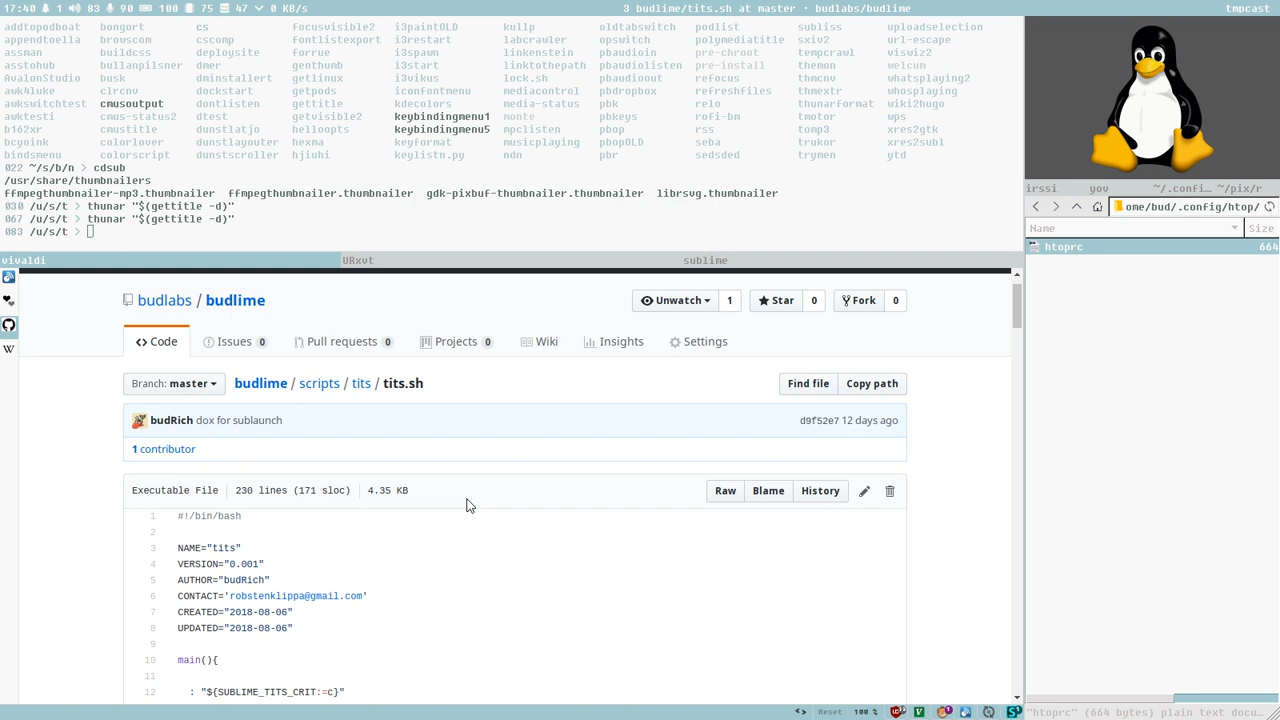 17:40 1 83 90 100 75 47 0 KB/s 3 budlime/tits.sh at master · budlabs/budlime tmpcast
addtopodboat bongort cs focusvisible2 i3paintOLD kullp oldtabswitch podlist subliss uploadselection
appendtoella browscom cscomp fontlistexport i3restart labcrawler opswitch polymediatitle sxiv2 url-escape
assman buildcss deploysite forrue i3spawn linkenstein pbaudioin pre-chroot tempcrawl viswiz2
asstohub bullanpilsner dmer genthumb i3start linktothepath pbaudiolisten pre-install themon welcum
AvalonStudio busk dminstallert getlinux i3vikus lock.sh pbaudioout refocus thmcnv whatsplaying2
awk4luke clrcnv dockstart getpods iconfontmenu mediacontrol pbdropbox refreshfiles thmextr whosplaying
awkswitchtest cmusoutput dontlisten gettitle kdecolors media-status pbk relo thunarformat wiki2hugo
awktesti cmus-status2 dtest getvisible2 keybindingmenu1 monte pbkeys rofi-bm tmotor wps
b162xr cmustitle dunstlatjo helloopts keybindingmenu5 mpclisten pbop rss tomp3 xres2gtk
bcyoink colorlover dunstlayouter hexma keyformat musicplaying pbopOLD seba trukor xres2subl
bindsmenu colorscript dunstscroller hjiuhi keylistn.py ndn pbr sedsded trymen ytd
022 ~/s/b/n > cdsub
/usr/share/thumbnailers
ffmpegthumbnailer-mp3.thumbnailer ffmpegthumbnailer.thumbnailer gdk-pixbuf-thumbnailer.thumbnailer librsvg.thumbnailer
030 /u/s/t > thunar "$(gettitle -d)"
067 /u/s/t > thunar "$(gettitle -d)"
083 /u/s/t >
irssi yov ~/.confi… ~/pix/r
ome/bud/.config/htop/
Name Size
htoprc 664
vivaldi URxvt sublime
W
budlabs / budlime
Unwatch 1 Star 0 Fork 0
Code Issues 0 Pull requests 0 Projects 0 Wiki Insights Settings
Branch: master budlime / scripts / tits / tits.sh Find file Copy path
budRich dox for sublaunch d9f52e7 12 days ago
1 contributor
Executable File 230 lines (171 sloc) 4.35 KB Raw Blame History
1 #!/bin/bash
2
3 NAME="tits"
4 VERSION="0.001"
5 AUTHOR="budRich"
6 CONTACT='robstenklippa@gmail.com'
7 CREATED="2018-08-06"
8 UPDATED="2018-08-06"
9
10 main(){
11
12 : "${SUBLIME_TITS_CRIT:=c}"
Reset 100 %
"htoprc" (664 bytes) plain text docu…